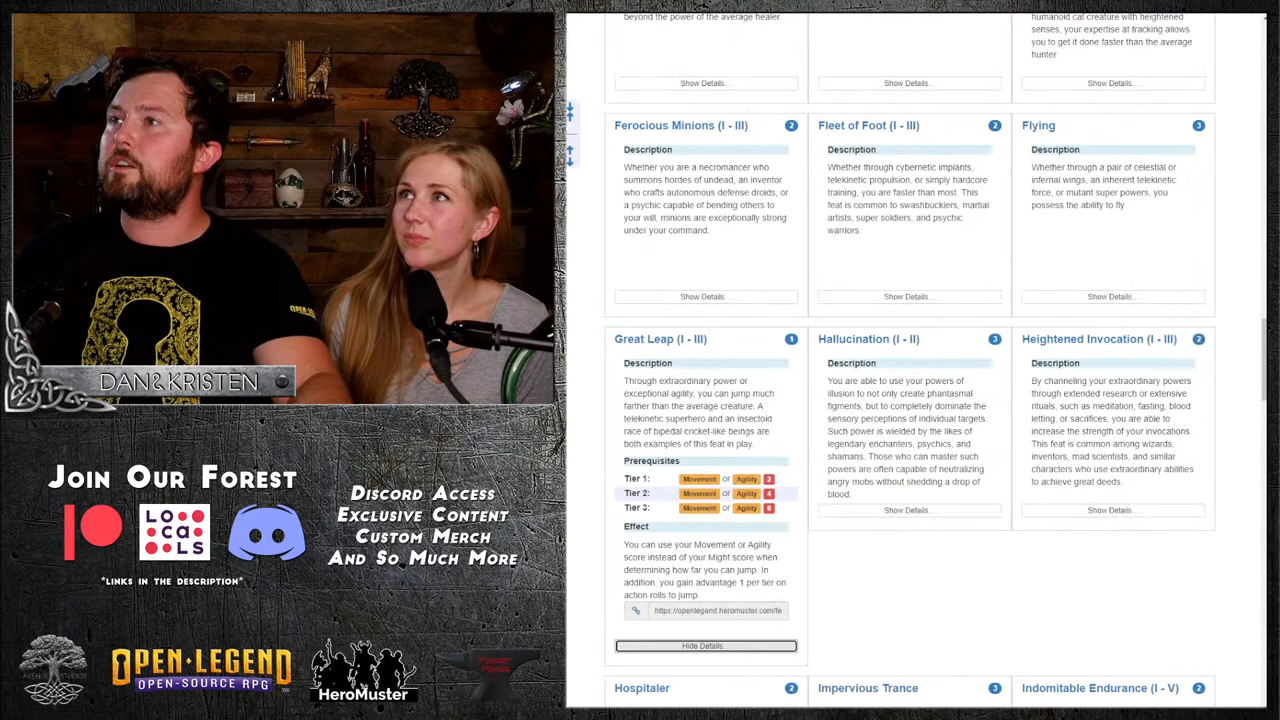 beyond the power of the average healer.
Show Details...
Show Details...
humanoid cat creature with heightened
senses, your expertise at tracking allows
you to get it done faster than the average
hunter
Show Details...
Ferocious Minions (I - III) 2
Description
Whether you are a necromancer who
summons hordes of undead, an inventor
who crafts autonomous defense droids, or
a psychic capable of bending others to
your will, minions are exceptionally strong
under your command.
Show Details...
Fleet of Foot (I - III) 2
Description
Whether through cybernetic implants,
telekinetic propulsion, or simply hardcore
training, you are faster than most. This
feat is common to swashbucklers, martial
artists, super soldiers, and psychic
warriors
Show Details...
Flying 3
Description
Whether through a pair of celestial or
infernal wings, an inherent telekinetic
force, or mutant super powers, you
possess the ability to fly.
Show Details...
Great Leap (I - III) 1
Description
Through extraordinary power or
exceptional agility, you can jump much
farther than the average creature. A
telekinetic superhero and an insectoid
race of bipedal cricket-like beings are
both examples of this feat in play.
Prerequisites
Tier 1: Movement or Agility 2
Tier 2: Movement or Agility 4
Tier 3: Movement or Agility 6
Effect
You can use your Movement or Agility
score instead of your Might score when
determining how far you can jump. In
addition, you gain advantage 1 per tier on
action rolls to jump.
https://openlegend.heromuster.com/fe
Hide Details...
Hallucination (I - II) 3
Description
You are able to use your powers of
illusion to not only create phantasmal
figments, but to completely dominate the
sensory perceptions of individual targets.
Such power is wielded by the likes of
legendary enchanters, psychics, and
shamans. Those who can master such
powers are often capable of neutralizing
angry mobs without shedding a drop of
blood.
Show Details...
Heightened Invocation (I - III) 2
Description
By channeling your extraordinary powers
through extended research or extensive
rituals, such as meditation, fasting, blood
letting, or sacrifices, you are able to
increase the strength of your invocations.
This feat is common among wizards,
inventors, mad scientists, and similar
characters who use extraordinary abilities
to achieve great deeds.
Show Details...
Hospitaler 2
Impervious Trance 3
Indomitable Endurance (I - V) 2
OPEN-LEG
DAN & KRISTEN
Join Our Forest
LO
ca
LS
*LINKS IN THE DESCRIPTION*
Discord Access
Exclusive Content
Custom Merch
And So Much More
AVENUE STUDIOS
OPEN LEGEND
OPEN-SOURCE RPG
HeroMuster